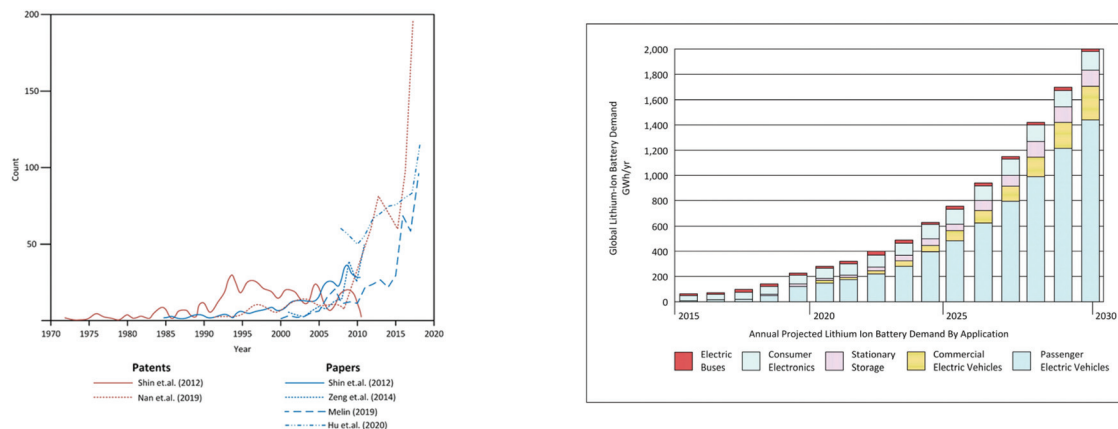 200
150
100
50
Count
1970 1975 1980 1985 1990 1995 2000 2005 2010 2015 2020
Year
Patents
Shin et.al. (2012)
Nan et.al. (2019)
Papers
Shin et.al. (2012)
Zeng et.al. (2014)
Melin (2019)
Hu et.al. (2020)
Global Lithium-Ion Battery Demand
GWh/yr
2,000
1,800
1,600
1,400
1,200
1,000
800
600
400
200
0
2015 2020 2025 2030
Annual Projected Lithium Ion Battery Demand By Application
Electric
Buses
Consumer
Electronics
Stationary
Storage
Commercial
Electric Vehicles
Passenger
Electric Vehicles